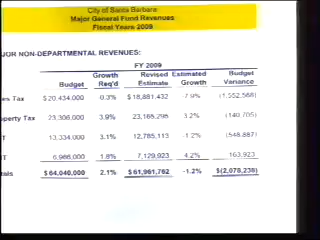 City of Santa Barbara
Major General Fund Revenues
Fiscal Years 2009
JOR NON-DEPARTMENTAL REVENUES:
FY 2009
Growth Revised Estimated Budget
Budget Req'd Estimate Growth Variance
es Tax $20,434,000 0.3% $18,881,432 -7.9% (1,552,568)
operty Tax 23,306,000 3.9% 23,165,295 3.2% (140,705)
T 13,334,000 3.1% 12,785,113 -1.2% (548,887)
T 6,966,000 1.8% 7,129,923 4.2% 163,923
tals $64,040,000 2.1% $61,961,762 -1.2% $(2,078,238)